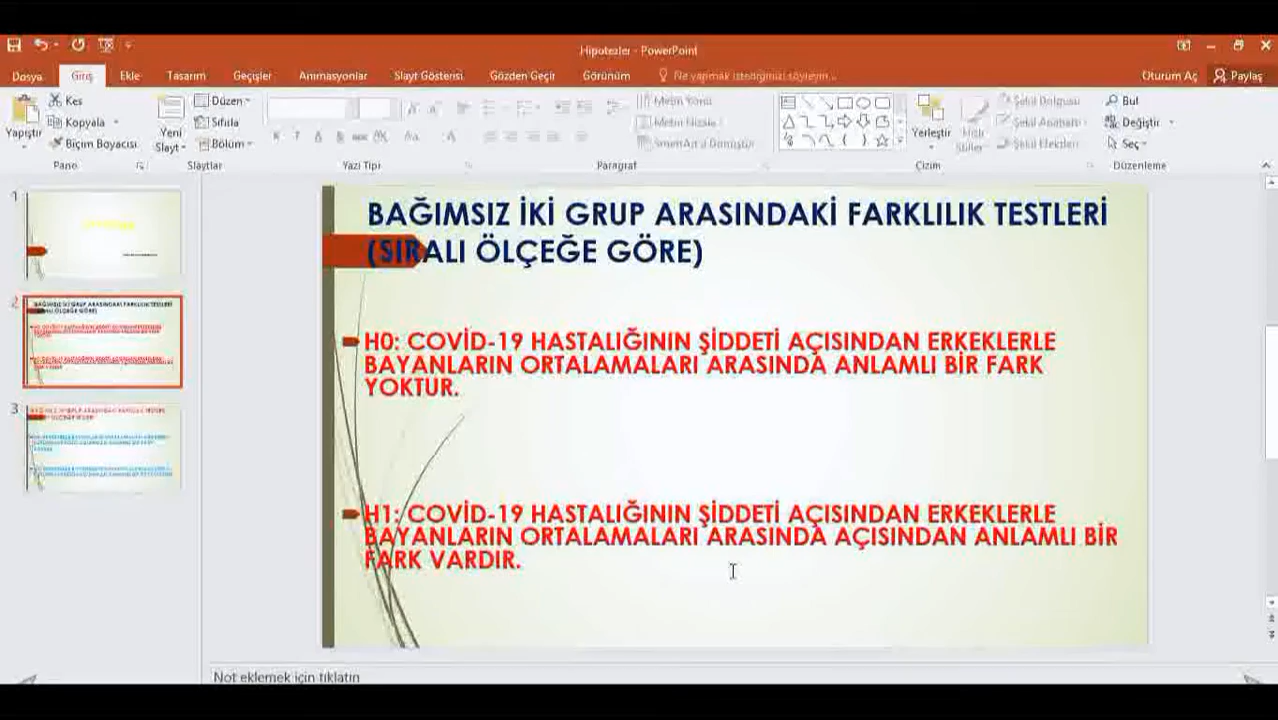 Hipotezler - PowerPoint
Dosya Giriş Ekle Tasarım Geçişler Animasyonlar Slayt Gösterisi Gözden Geçir Görünüm Ne yapmak istediğinizi söyleyin... Oturum Aç Paylaş
Kes
Kopyala
Biçim Boyacısı
Yapıştır
Pano
Yeni
Slayt
Düzen
Sıfırla
Bölüm
Slaytlar
Yazı Tipi
Metin Yönü
SmartArt'a Dönüştür
Paragraf
Yerleştir
Hızlı
Stiller
Şekil Dolgusu
Şekil Anahattı
Şekil Efektleri
Çizim
Bul
Değiştir
Seç
Düzenleme
1
2
3
BAĞIMSIZ İKİ GRUP ARASINDAKİ FARKLILIK TESTLERİ
(SIRALI ÖLÇEĞE GÖRE)
H0: COVİD-19 HASTALIĞININ ŞİDDETİ AÇISINDAN ERKEKLERLE
BAYANLARIN ORTALAMALARI ARASINDA ANLAMLI BİR FARK
YOKTUR.
H1: COVİD-19 HASTALIĞININ ŞİDDETİ AÇISINDAN ERKEKLERLE
BAYANLARIN ORTALAMALARI ARASINDA AÇISINDAN ANLAMLI BİR
FARK VARDIR.
Not eklemek için tıklatın